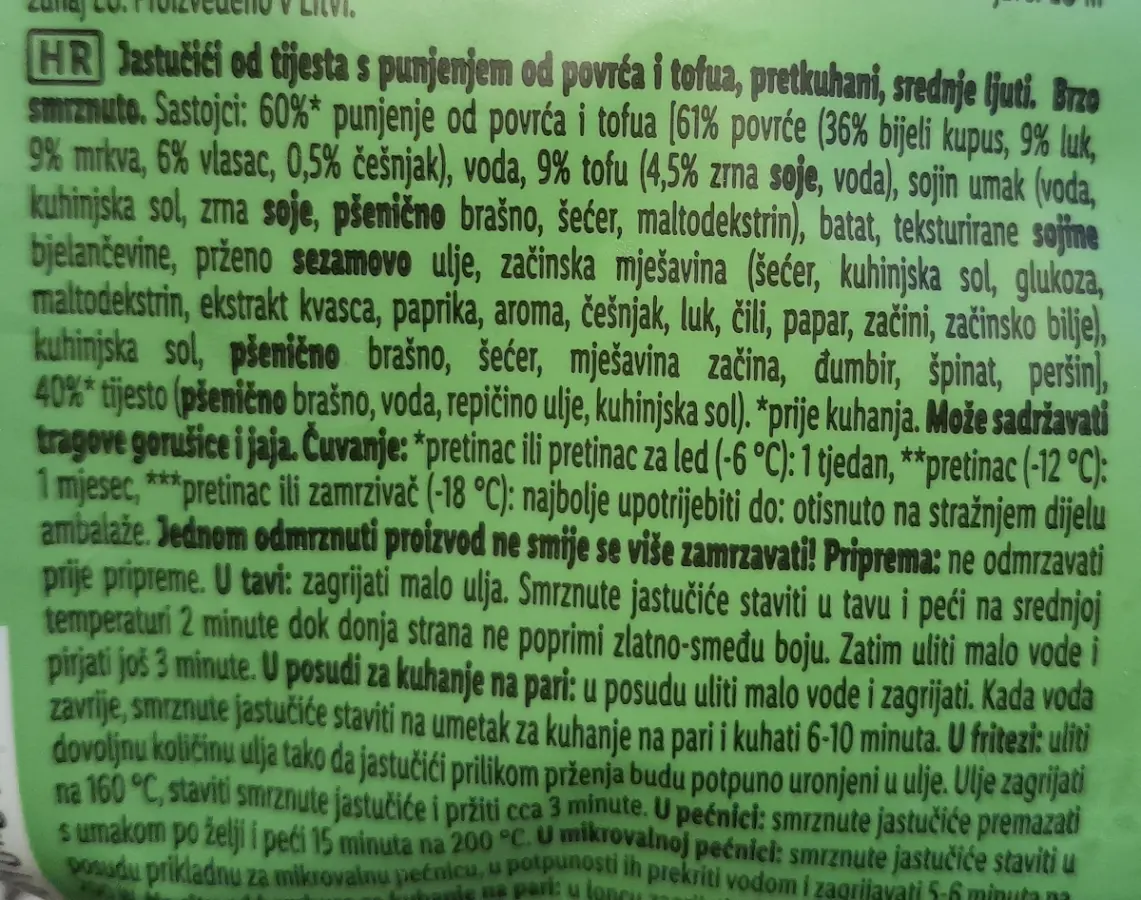 zunaj EU. Proizvedeno v Litvi.
HR Jastučići od tijesta s punjenjem od povrća i tofua, pretkuhani, srednje ljuti. Brzo
smrznuto. Sastojci: 60%* punjenje od povrća i tofua [61% povrće (36% bijeli kupus, 9% luk,
9% mrkva, 6% vlasac, 0,5% češnjak), voda, 9% tofu (4,5% zrna soje, voda), sojin umak (voda,
kuhinjska sol, zrna soje, pšenično brašno, šećer, maltodekstrin), batat, teksturirane sojine
bjelančevine, prženo sezamovo ulje, začinska mješavina (šećer, kuhinjska sol, glukoza,
maltodekstrin, ekstrakt kvasca, paprika, aroma, češnjak, luk, čili, papar, začini, začinsko bilje),
kuhinjska sol, pšenično brašno, šećer, mješavina začina, đumbir, špinat, peršin],
40%* tijesto (pšenično brašno, voda, repičino ulje, kuhinjska sol). *prije kuhanja. Može sadržavati
tragove gorušice i jaja. Čuvanje: *pretinac ili pretinac za led (-6 °C): 1 tjedan, **pretinac (-12 °C):
1 mjesec, ***pretinac ili zamrzivač (-18 °C): najbolje upotrijebiti do: otisnuto na stražnjem dijelu
ambalaže. Jednom odmrznuti proizvod ne smije se više zamrzavati! Priprema: ne odmrzavati
prije pripreme. U tavi: zagrijati malo ulja. Smrznute jastučiće staviti u tavu i peći na srednjoj
temperaturi 2 minute dok donja strana ne poprimi zlatno-smeđu boju. Zatim uliti malo vode i
pirjati još 3 minute. U posudi za kuhanje na pari: u posudu uliti malo vode i zagrijati. Kada voda
zavrije, smrznute jastučiće staviti na umetak za kuhanje na pari i kuhati 6-10 minuta. U fritezi: uliti
dovoljnu količinu ulja tako da jastučići prilikom prženja budu potpuno uronjeni u ulje. Ulje zagrijati
na 160 °C, staviti smrznute jastučiće i pržiti cca 3 minute. U pećnici: smrznute jastučiće premazati
s umakom po želji i peći 15 minuta na 200 °C. U mikrovalnoj pećnici: smrznute jastučiće staviti u
posudu prikladnu za mikrovalnu pećnicu, u potpunosti ih prekriti vodom i zagrijavati 5-6 minuta na
kuhanje na pari: u loncu